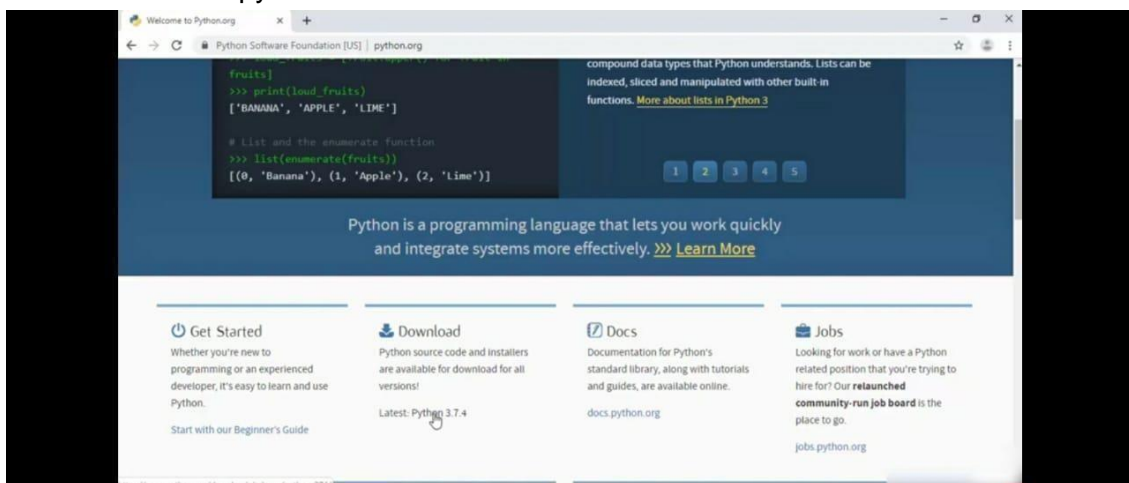 Welcome to Python.org
Python Software Foundation [US] | python.org
fruits]
>>> print(loud_fruits)
['BANANA', 'APPLE', 'LIME']
# List and the enumerate function
>>> list(enumerate(fruits))
[(0, 'Banana'), (1, 'Apple'), (2, 'Lime')]
compound data types that Python understands. Lists can be
indexed, sliced and manipulated with other built-in
functions. More about lists in Python 3
1 2 3 4 5
Python is a programming language that lets you work quickly
and integrate systems more effectively. >>> Learn More
Get Started
Whether you're new to
programming or an experienced
developer, it's easy to learn and use
Python.
Start with our Beginner's Guide
Download
Python source code and installers
are available for download for all
versions!
Latest: Python 3.7.4
Docs
Documentation for Python's
standard library, along with tutorials
and guides, are available online.
docs.python.org
Jobs
Looking for work or have a Python
related position that you're trying to
hire for? Our relaunched
community-run job board is the
place to go.
jobs.python.org